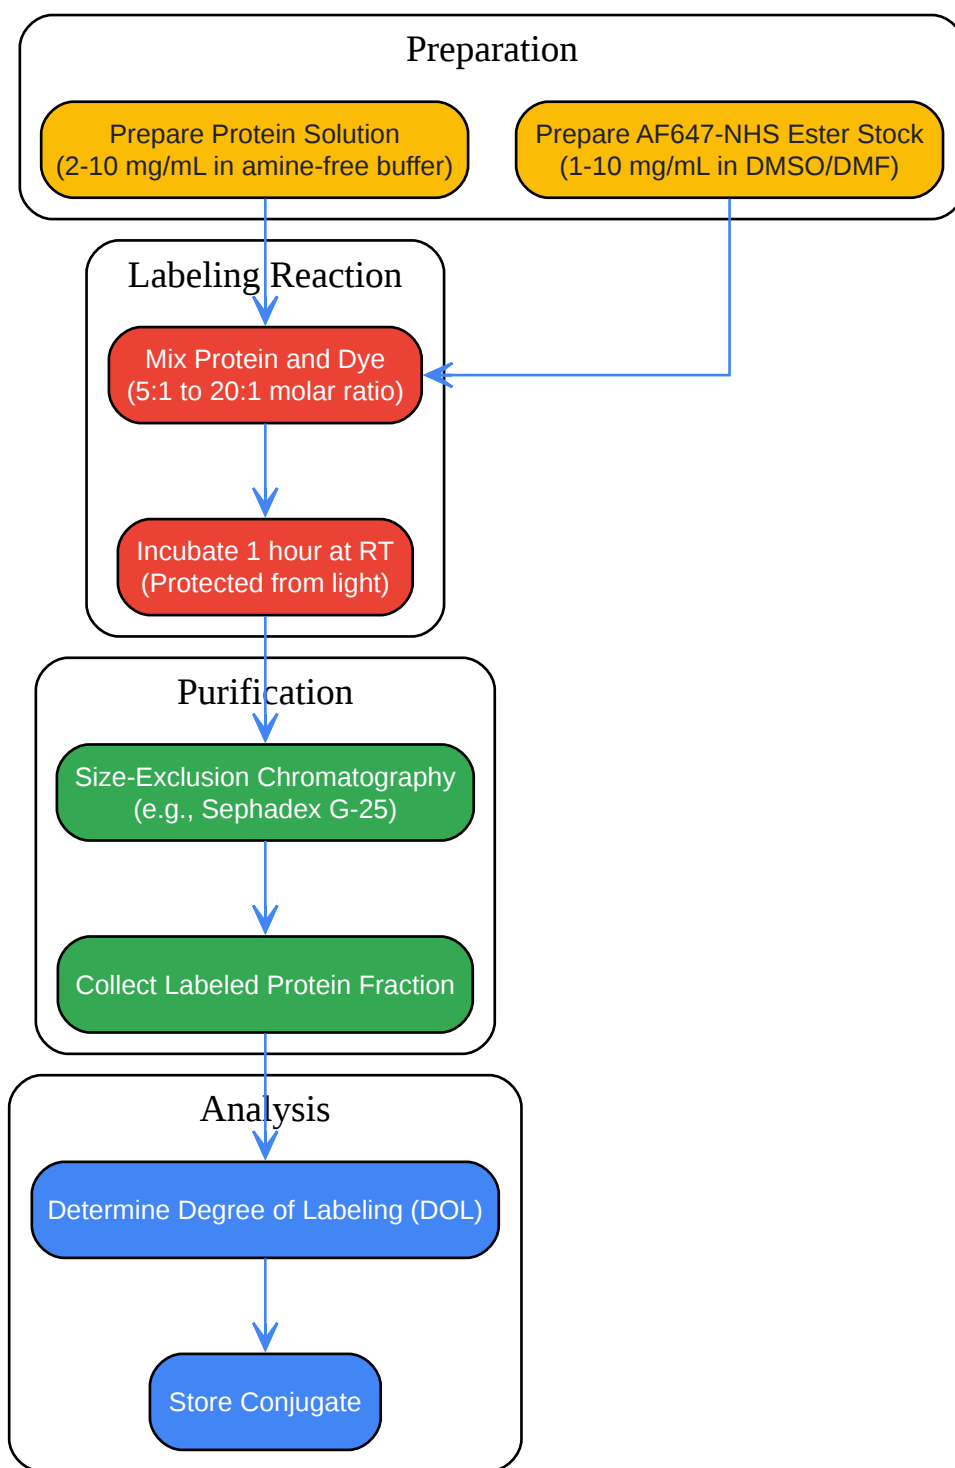 Preparation
Prepare Protein Solution
(2-10 mg/mL in amine-free buffer)
Prepare AF647-NHS Ester Stock
(1-10 mg/mL in DMSO/DMF)
Labeling Reaction
Mix Protein and Dye
(5:1 to 20:1 molar ratio)
Incubate 1 hour at RT
(Protected from light)
Purification
Size-Exclusion Chromatography
(e.g., Sephadex G-25)
Collect Labeled Protein Fraction
Analysis
Determine Degree of Labeling (DOL)
Store Conjugate